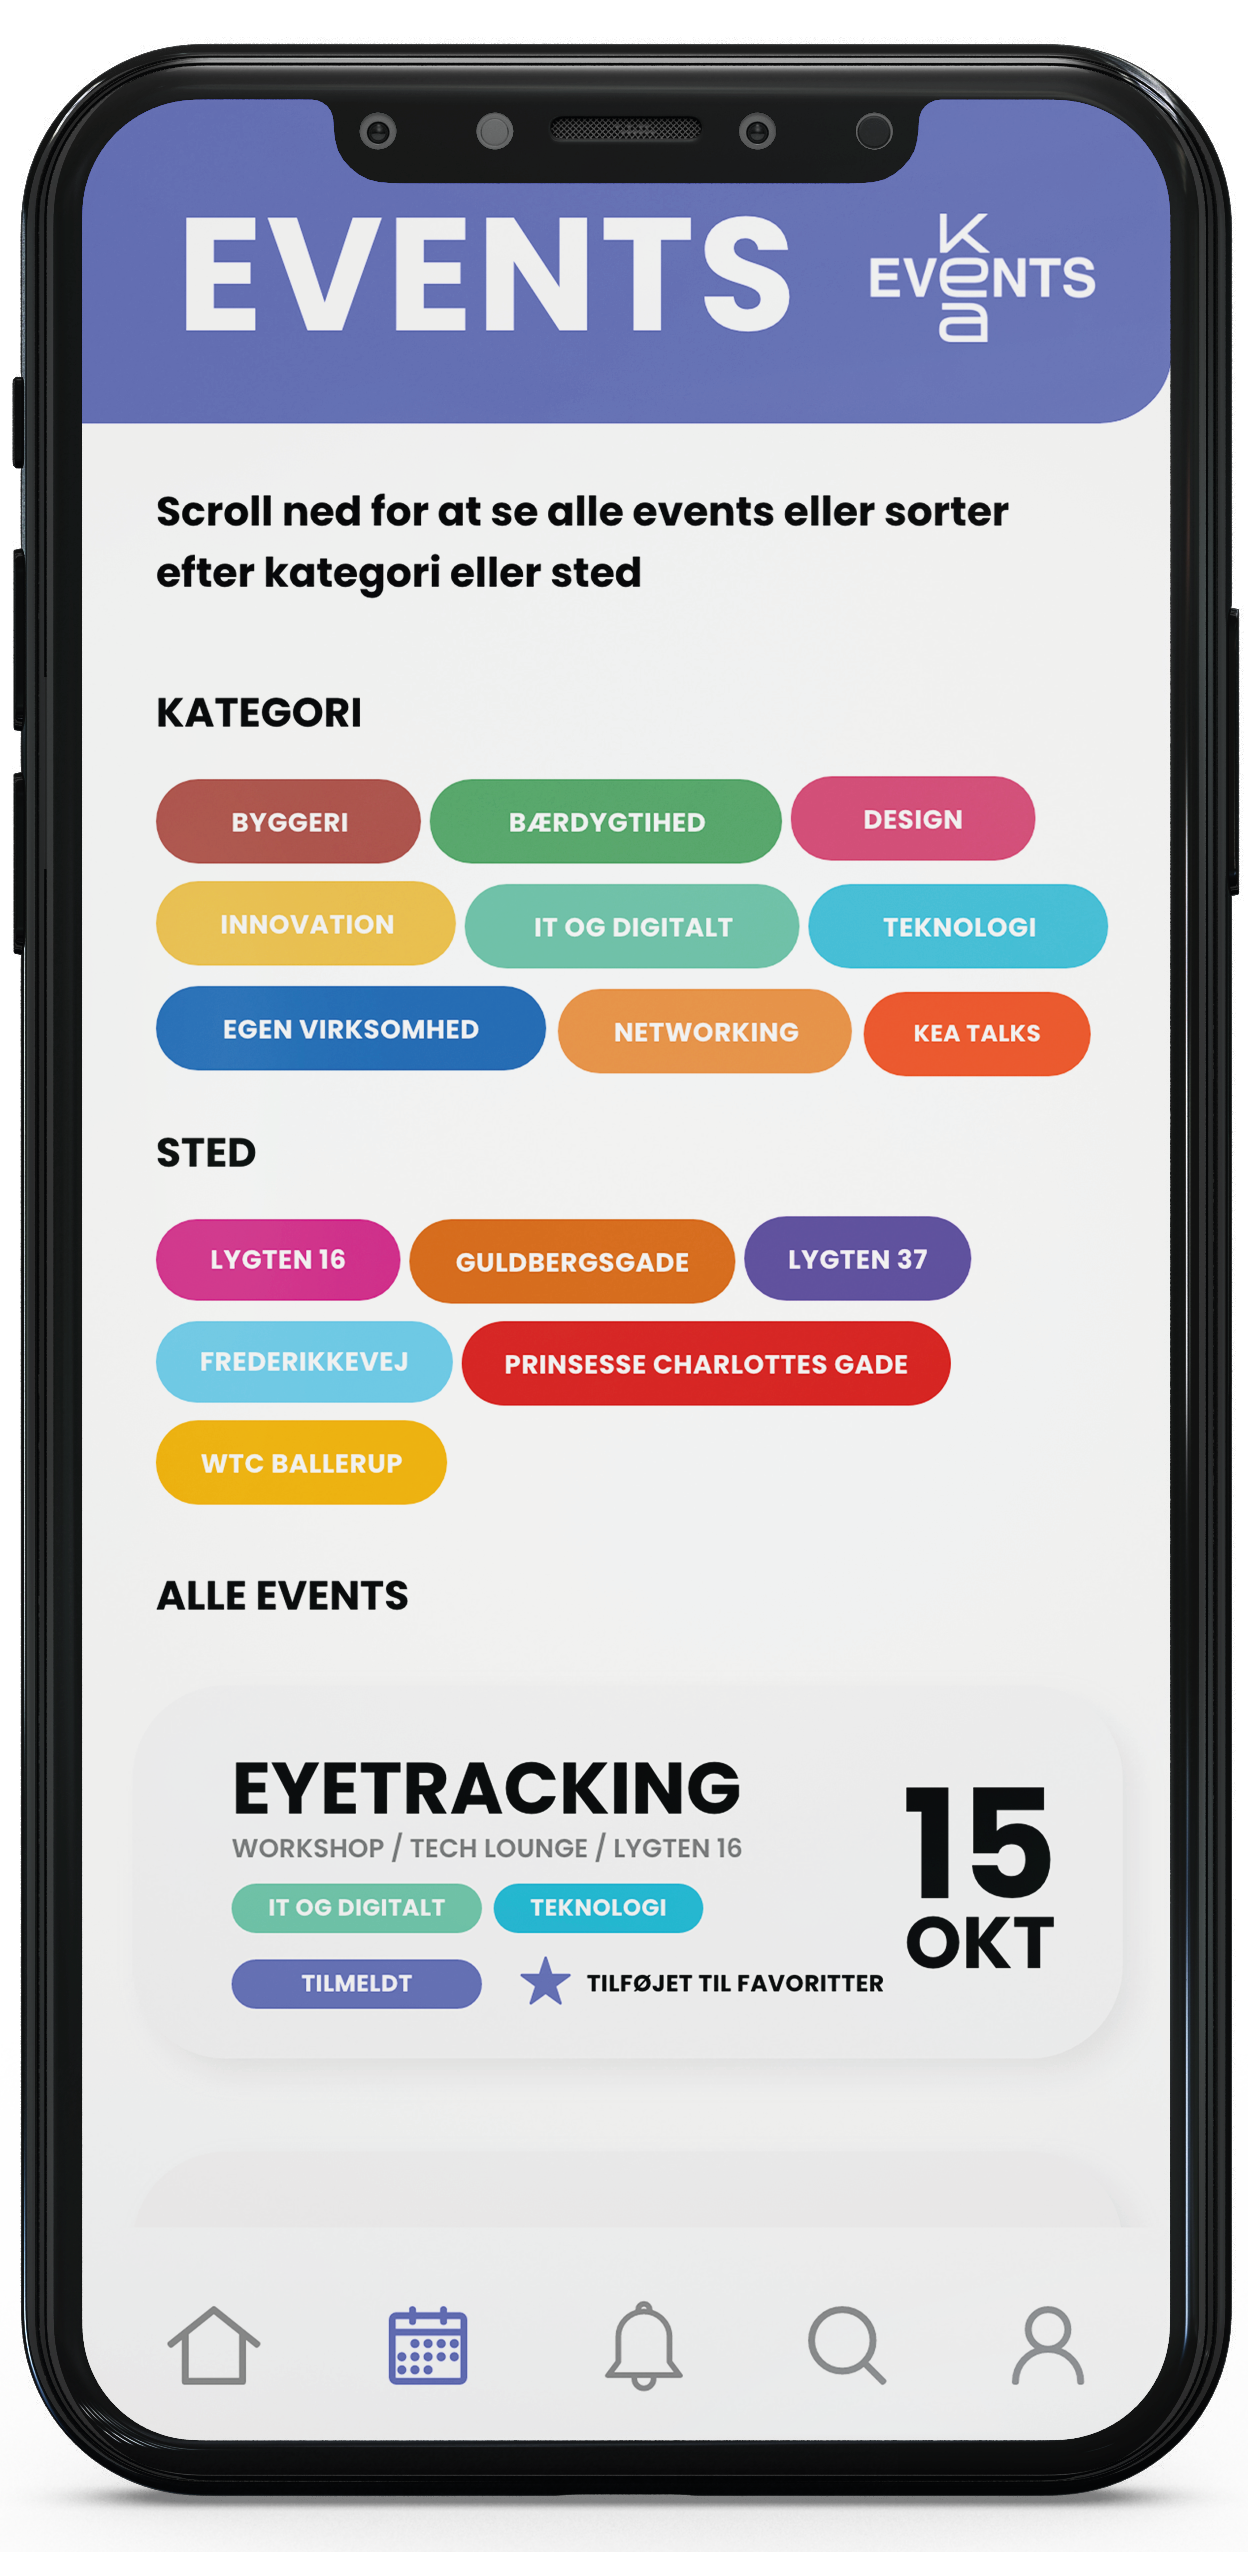 EVENTS
K
EVeNTS
a
Scroll ned for at se alle events eller sorter
efter kategori eller sted
KATEGORI
BYGGERI BÆRDYGTIHED DESIGN
INNOVATION IT OG DIGITALT TEKNOLOGI
EGEN VIRKSOMHED NETWORKING KEA TALKS
STED
LYGTEN 16 GULDBERGSGADE LYGTEN 37
FREDERIKKEVEJ PRINSESSE CHARLOTTES GADE
WTC BALLERUP
ALLE EVENTS
EYETRACKING
WORKSHOP / TECH LOUNGE / LYGTEN 16
IT OG DIGITALT TEKNOLOGI
TILMELDT TILFØJET TIL FAVORITTER
15
OKT